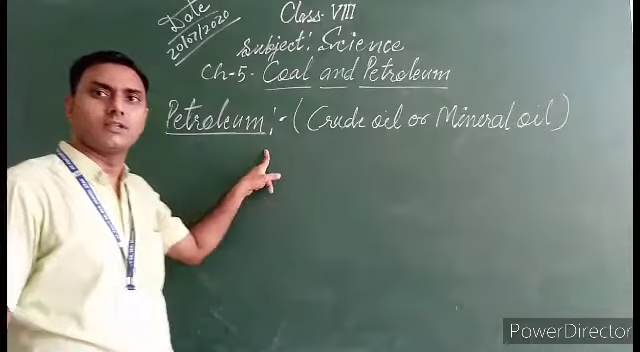 Date
20/07/2020
Class-VIII
Subject: Science
Ch-5. Coal and Petroleum
Petroleum:- (Crude oil or Mineral oil)
PowerDirector